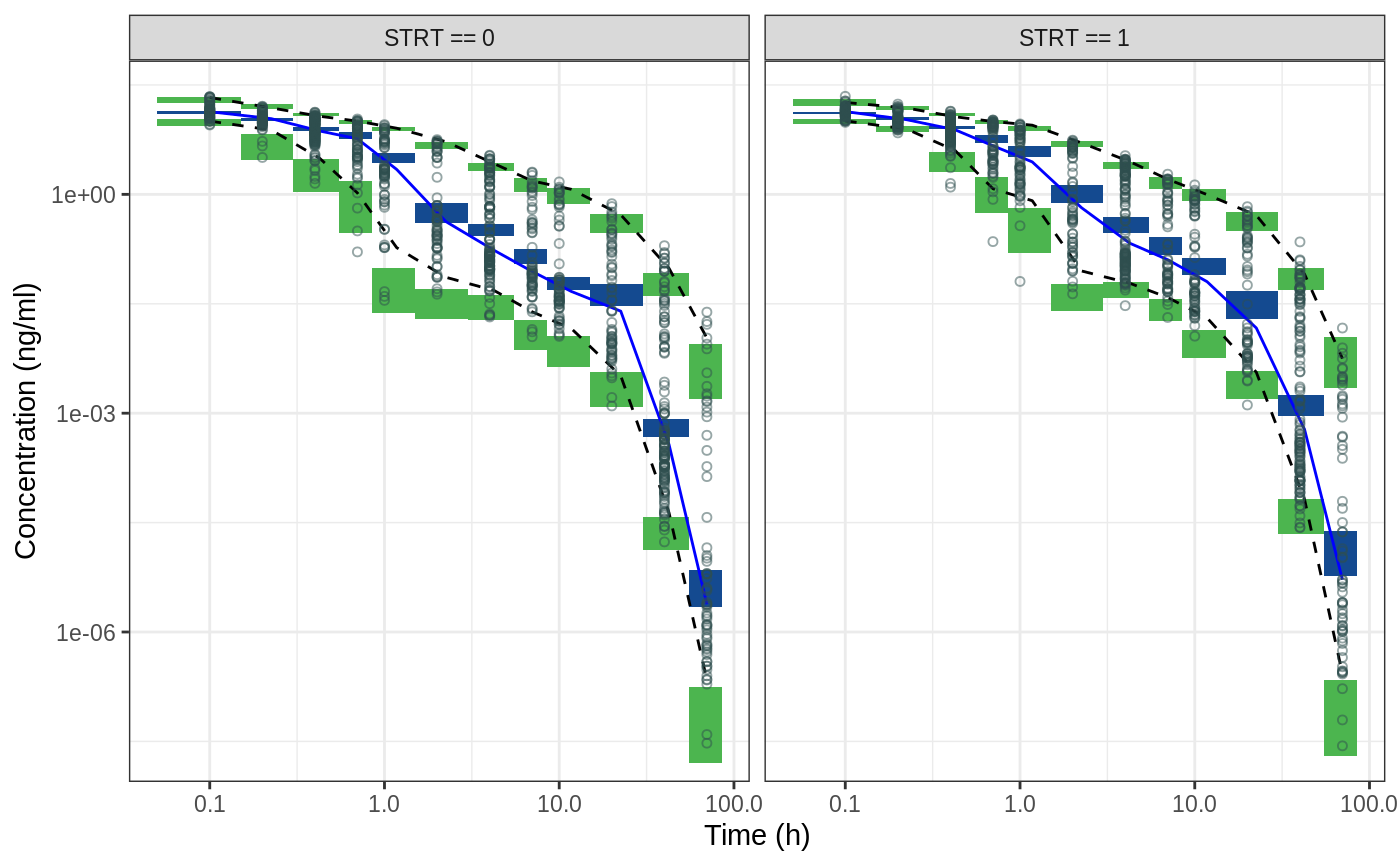 STRT == 0
STRT == 1
Concentration (ng/ml)
1e+00
1e-03
1e-06
0.1 1.0 10.0 100.0
0.1 1.0 10.0 100.0
Time (h)